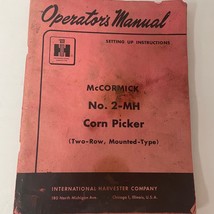 Operator's Manual
SETTING UP INSTRUCTIONS
IH
McCORMICK
No. 2-MH
Corn Picker
(Two-Row, Mounted-Type)
INTERNATIONAL HARVESTER COMPANY
180 North Michigan Ave. Chicago 1, Illinois, U.S.A.